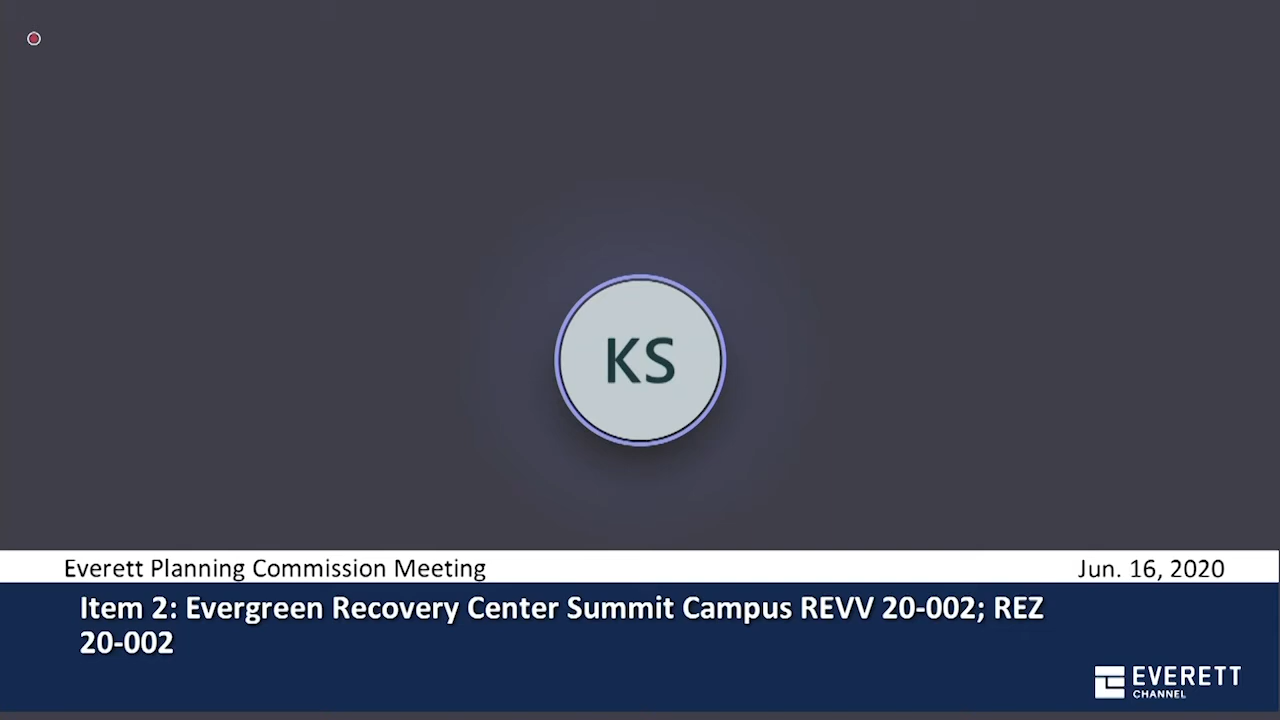 KS
Everett Planning Commission Meeting
Jun. 16, 2020
Item 2: Evergreen Recovery Center Summit Campus REVV 20-002; REZ
20-002
EVERETT
CHANNEL